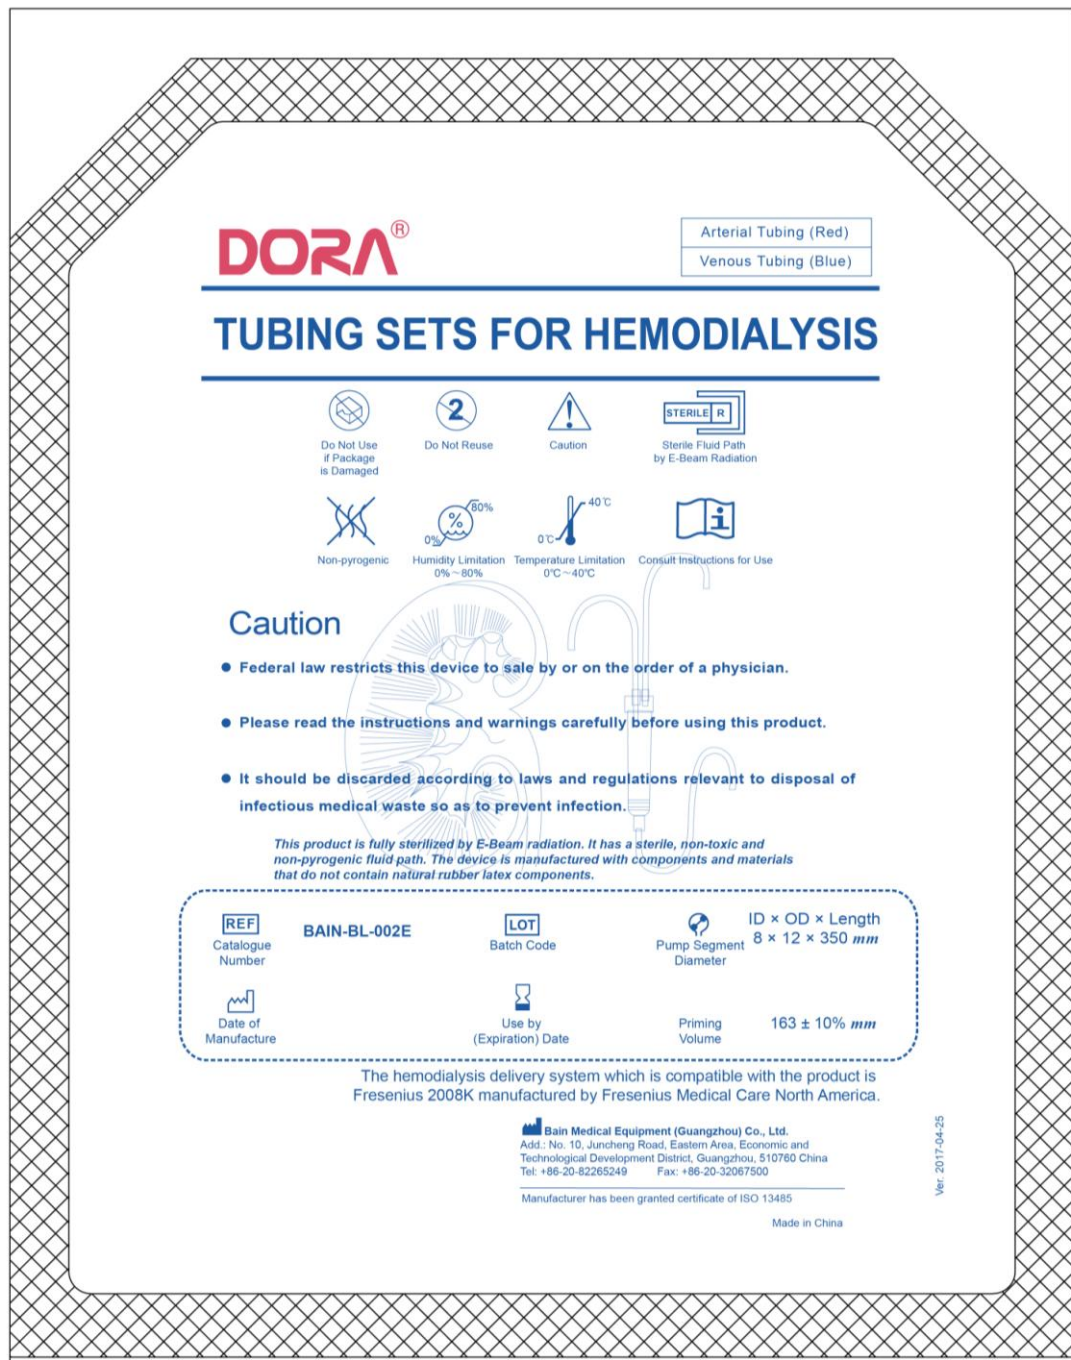 DORA®
Arterial Tubing (Red)
Venous Tubing (Blue)
TUBING SETS FOR HEMODIALYSIS
Do Not Use
if Package
is Damaged
2
Do Not Reuse
Caution
STERILE R
Sterile Fluid Path
by E-Beam Radiation
Non-pyrogenic
80%
%
0%
Humidity Limitation
0%~80%
40℃
0℃
Temperature Limitation
0℃~40℃
i
Consult Instructions for Use
Caution
● Federal law restricts this device to sale by or on the order of a physician.
● Please read the instructions and warnings carefully before using this product.
● It should be discarded according to laws and regulations relevant to disposal of
infectious medical waste so as to prevent infection.
This product is fully sterilized by E-Beam radiation. It has a sterile, non-toxic and
non-pyrogenic fluid path. The device is manufactured with components and materials
that do not contain natural rubber latex components.
REF
Catalogue
Number
BAIN-BL-002E
LOT
Batch Code
Pump Segment
Diameter
ID × OD × Length
8 × 12 × 350 mm
Date of
Manufacture
Use by
(Expiration) Date
Priming
Volume
163 ± 10% mm
The hemodialysis delivery system which is compatible with the product is
Fresenius 2008K manufactured by Fresenius Medical Care North America.
Bain Medical Equipment (Guangzhou) Co., Ltd.
Add.: No. 10, Juncheng Road, Eastern Area, Economic and
Technological Development District, Guangzhou, 510760 China
Tel: +86-20-82265249 Fax: +86-20-32067500
Manufacturer has been granted certificate of ISO 13485
Made in China
Ver. 2017-04-25